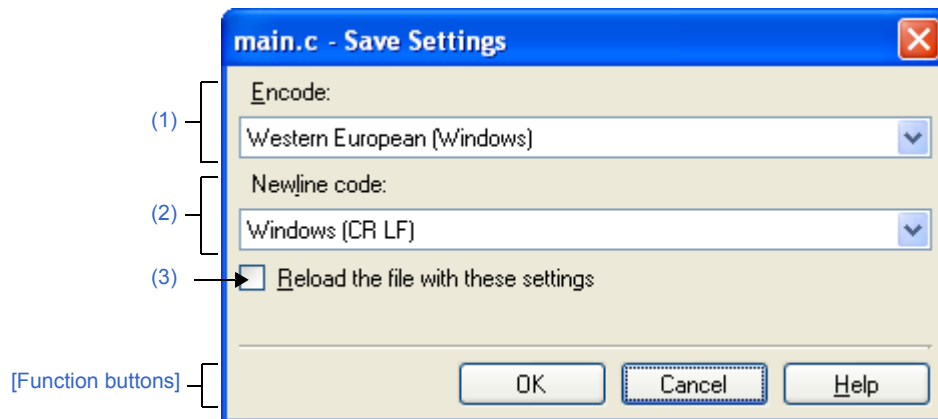 main.c - Save Settings
(1)
Encode:
Western European (Windows)
(2)
Newline code:
Windows (CR LF)
(3)
Reload the file with these settings
[Function buttons]
OK
Cancel
Help